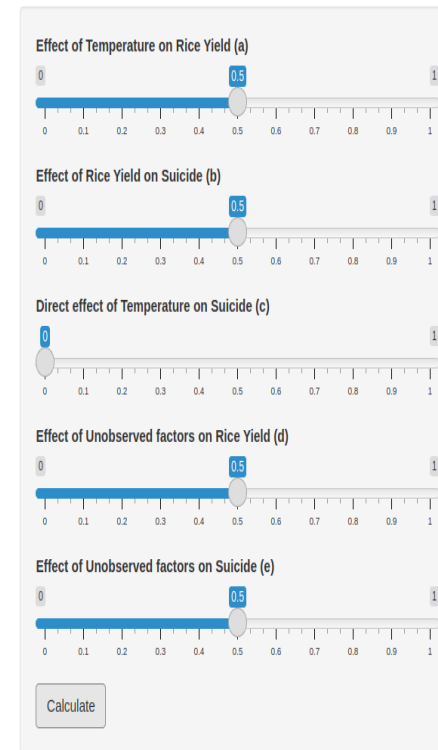 Effect of Temperature on Rice Yield (a)
0 0.5 1
0 0.1 0.2 0.3 0.4 0.5 0.6 0.7 0.8 0.9 1
Effect of Rice Yield on Suicide (b)
0 0.5 1
0 0.1 0.2 0.3 0.4 0.5 0.6 0.7 0.8 0.9 1
Direct effect of Temperature on Suicide (c)
0 1
0 0.1 0.2 0.3 0.4 0.5 0.6 0.7 0.8 0.9 1
Effect of Unobserved factors on Rice Yield (d)
0 0.5 1
0 0.1 0.2 0.3 0.4 0.5 0.6 0.7 0.8 0.9 1
Effect of Unobserved factors on Suicide (e)
0 0.5 1
0 0.1 0.2 0.3 0.4 0.5 0.6 0.7 0.8 0.9 1
Calculate